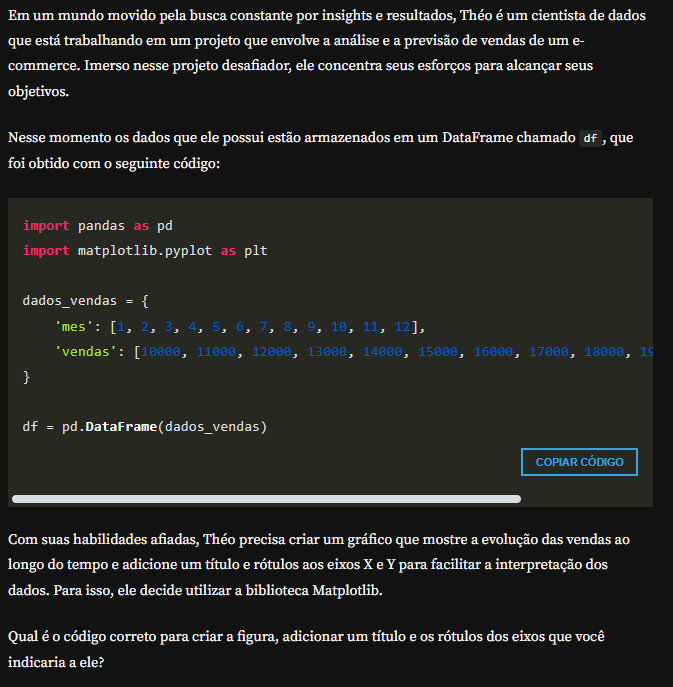 Em um mundo movido pela busca constante por insights e resultados, Théo é um cientista de dados
que está trabalhando em um projeto que envolve a análise e a previsão de vendas de um e-
commerce. Imerso nesse projeto desafiador, ele concentra seus esforços para alcançar seus
objetivos.
Nesse momento os dados que ele possui estão armazenados em um DataFrame chamado df, que
foi obtido com o seguinte código:
import pandas as pd
import matplotlib.pyplot as plt
dados_vendas = {
    'mes': [1, 2, 3, 4, 5, 6, 7, 8, 9, 10, 11, 12],
    'vendas': [10000, 11000, 12000, 13000, 14000, 15000, 16000, 17000, 18000, 19
}
df = pd.DataFrame(dados_vendas)
COPIAR CÓDIGO
Com suas habilidades afiadas, Théo precisa criar um gráfico que mostre a evolução das vendas ao
longo do tempo e adicione um título e rótulos aos eixos X e Y para facilitar a interpretação dos
dados. Para isso, ele decide utilizar a biblioteca Matplotlib.
Qual é o código correto para criar a figura, adicionar um título e os rótulos dos eixos que você
indicaria a ele?